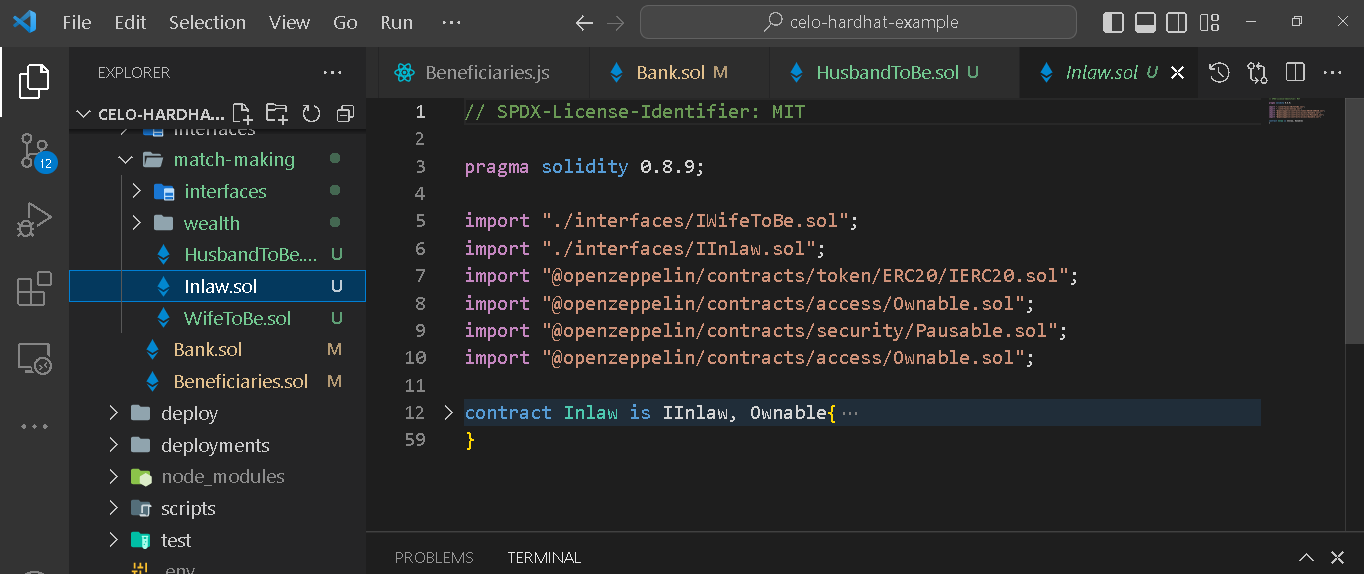 File Edit Selection View Go Run ···
celo-hardhat-example
EXPLORER ···
CELO-HARDHA...
interfaces
match-making
interfaces
wealth
HusbandToBe.... U
Inlaw.sol U
WifeToBe.sol U
Bank.sol M
Beneficiaries.sol M
deploy
deployments
node_modules
scripts
test
.env
12
Beneficiaries.js
Bank.sol M
HusbandToBe.sol U
Inlaw.sol U
1 // SPDX-License-Identifier: MIT
2
3 pragma solidity 0.8.9;
4
5 import "./interfaces/IWifeToBe.sol";
6 import "./interfaces/IInlaw.sol";
7 import "@openzeppelin/contracts/token/ERC20/IERC20.sol";
8 import "@openzeppelin/contracts/access/Ownable.sol";
9 import "@openzeppelin/contracts/security/Pausable.sol";
10 import "@openzeppelin/contracts/access/Ownable.sol";
11
12 contract Inlaw is IInlaw, Ownable{···
59 }
PROBLEMS TERMINAL